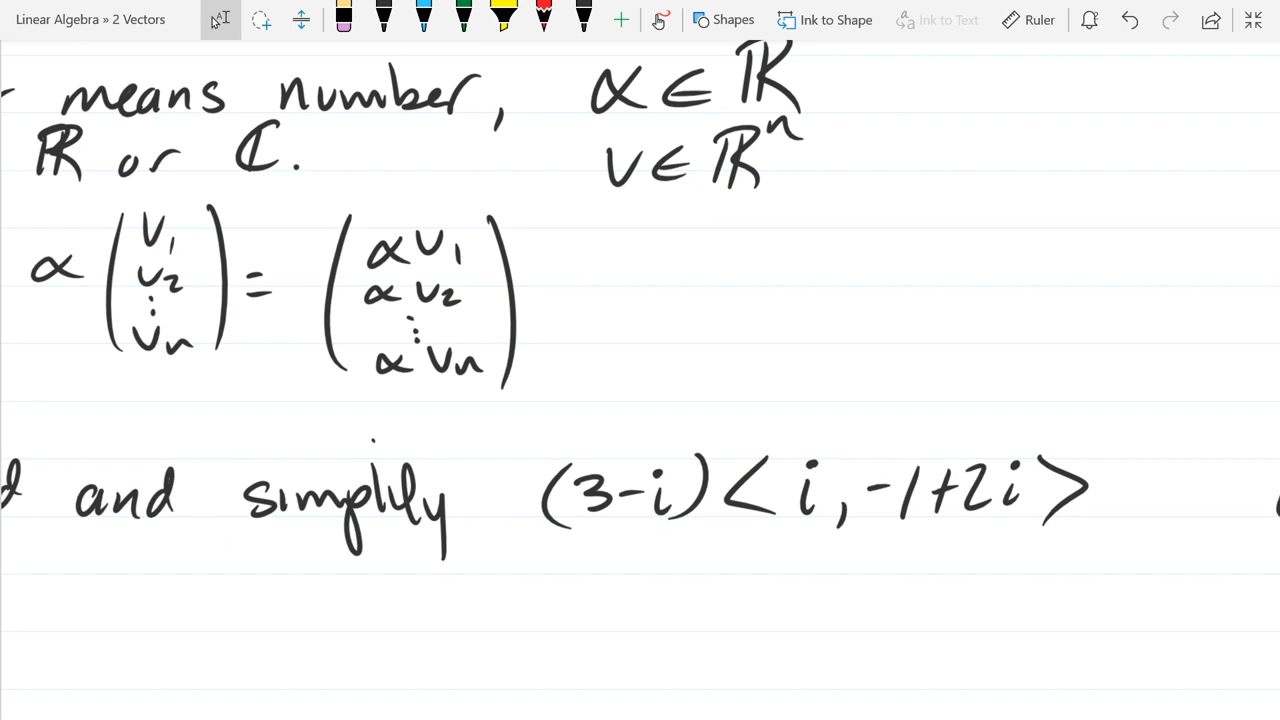 Linear Algebra » 2 Vectors Shapes Ink to Shape Ink to Text Ruler
means number, α ∈ 𝕂
ℝ or ℂ. v ∈ 𝕂ⁿ
α (v₁ v₂ ⋮ vₙ) = (αv₁ αv₂ ⋮ αvₙ)
and simplify (3-i)<i, -1+2i>